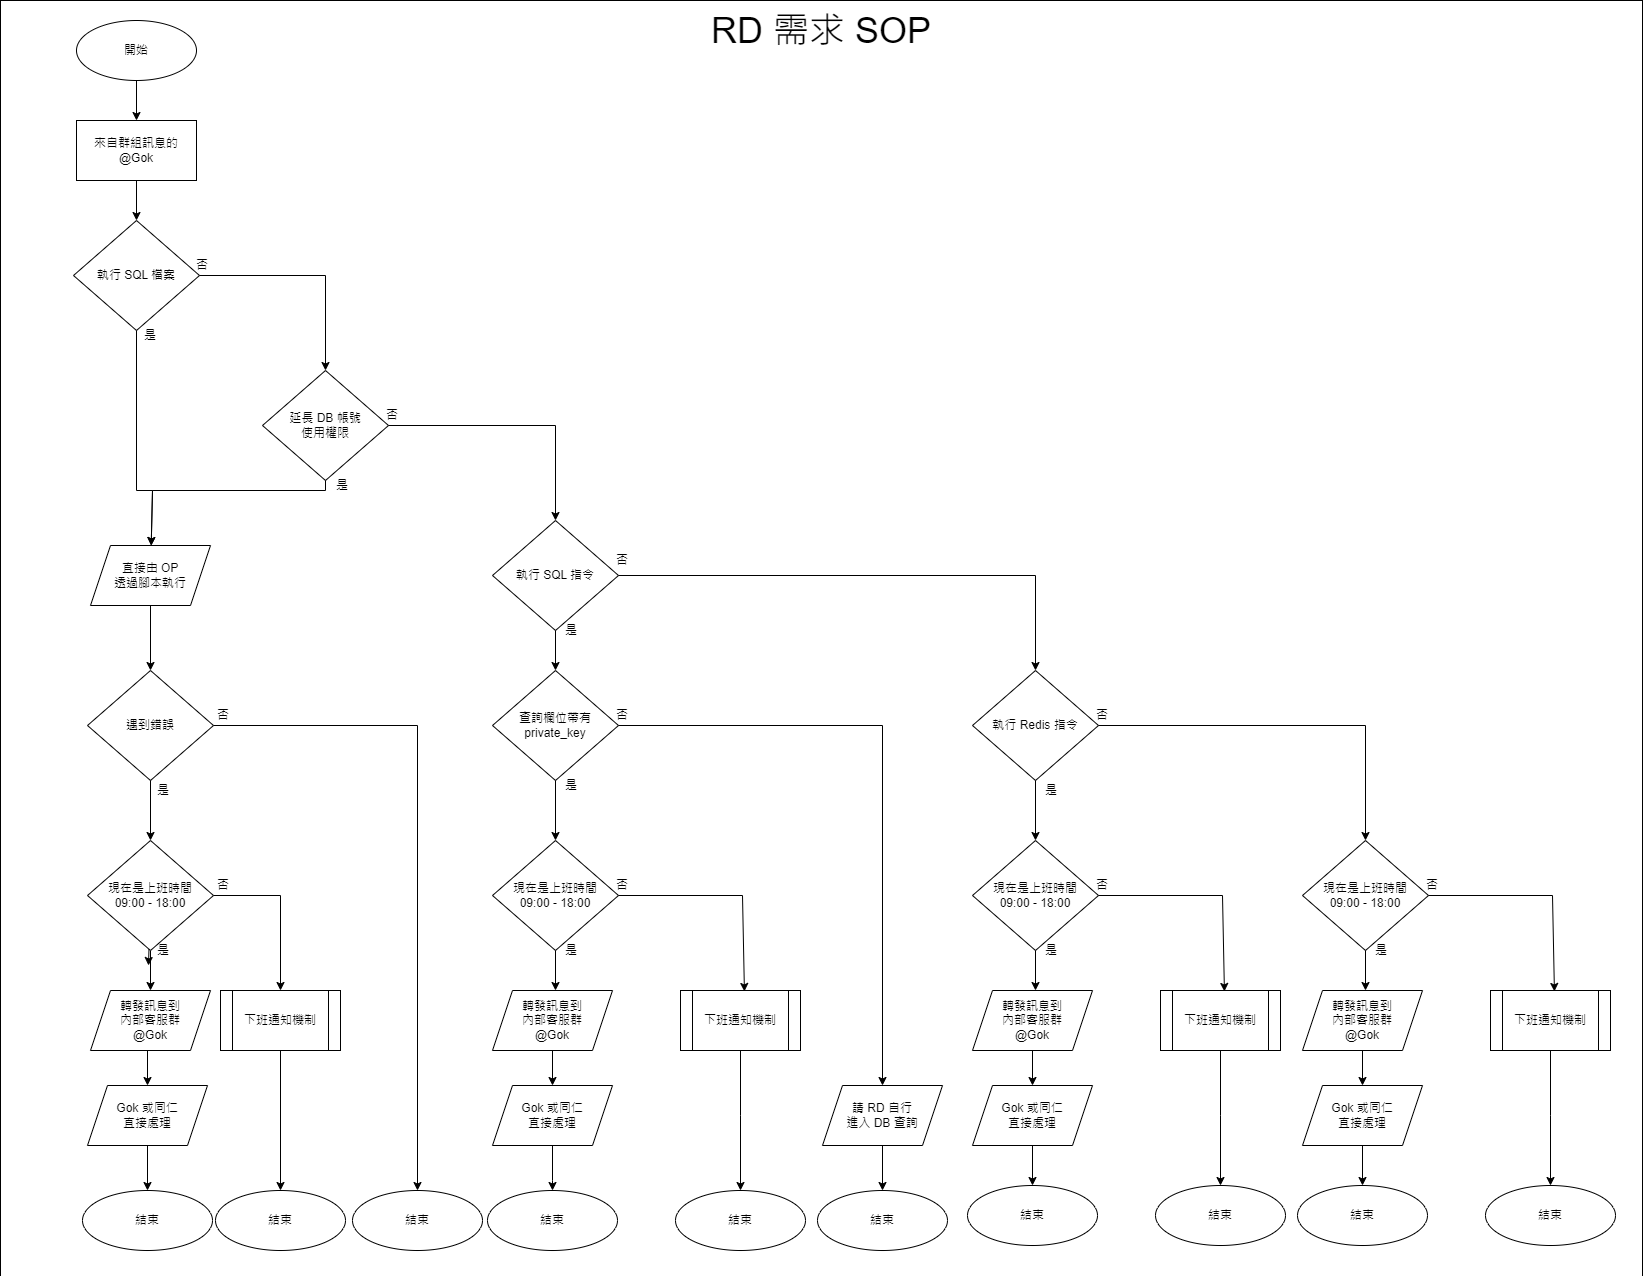 RD 需求 SOP
開始
來自群組訊息的
@Gok
執行 SQL 檔案
否
是
延長 DB 帳號
使用權限
否
是
直接由 OP
透過腳本執行
執行 SQL 指令
否
是
遇到錯誤
否
是
查詢欄位帶有
private_key
否
是
執行 Redis 指令
否
是
現在是上班時間
09:00 - 18:00
否
是
現在是上班時間
09:00 - 18:00
否
是
現在是上班時間
09:00 - 18:00
否
是
現在是上班時間
09:00 - 18:00
否
是
轉發訊息到
內部客服群
@Gok
下班通知機制
轉發訊息到
內部客服群
@Gok
下班通知機制
轉發訊息到
內部客服群
@Gok
下班通知機制
轉發訊息到
內部客服群
@Gok
下班通知機制
Gok 或同仁
直接處理
Gok 或同仁
直接處理
請 RD 自行
進入 DB 查詢
Gok 或同仁
直接處理
Gok 或同仁
直接處理
結束
結束
結束
結束
結束
結束
結束
結束
結束
結束